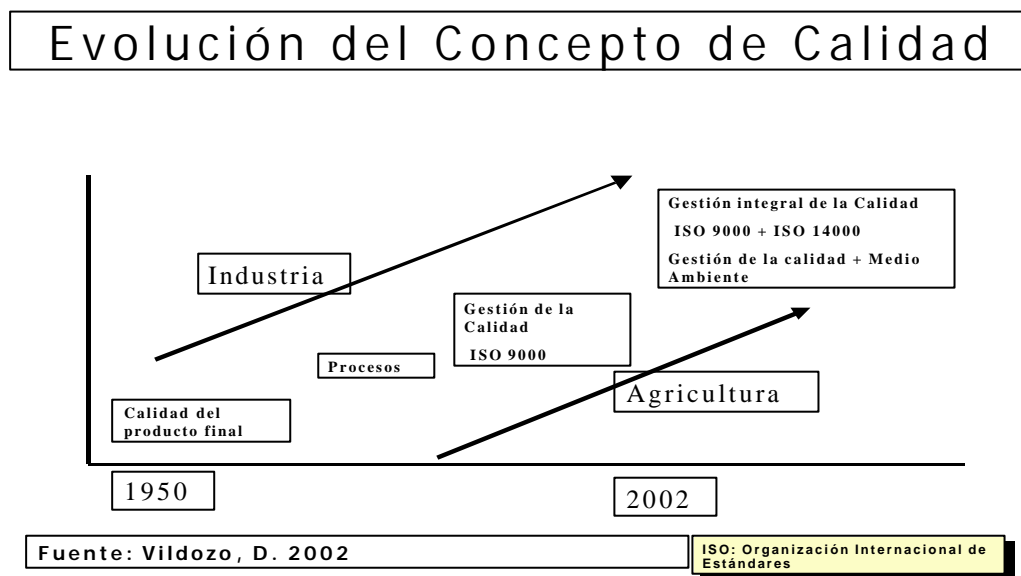 Evolución del Concepto de Calidad
Gestión integral de la Calidad
ISO 9000 + ISO 14000
Gestión de la calidad + Medio
Ambiente
Industria
Gestión de la
Calidad
ISO 9000
Procesos
Agricultura
Calidad del
producto final
1950
2002
Fuente: Vildozo, D. 2002
ISO: Organización Internacional de
Estándares